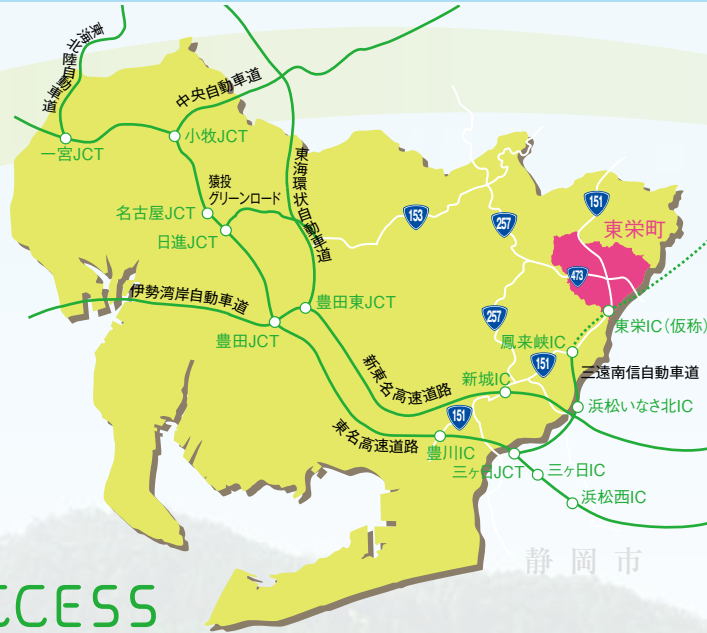 東海北陸自動車道
中央自動車道
一宮JCT
小牧JCT
猿投
グリーンロード
東海環状自動車道
名古屋JCT
日進JCT
153
257
151
東栄町
473
伊勢湾岸自動車道
豊田東JCT
豊田JCT
257
東栄IC（仮称）
鳳来峡IC
151
三遠南信自動車道
新東名高速道路
新城IC
浜松いなさ北IC
151
東名高速道路
豊川IC
三ヶ日JCT
三ヶ日IC
浜松西IC
静岡市
CCESS